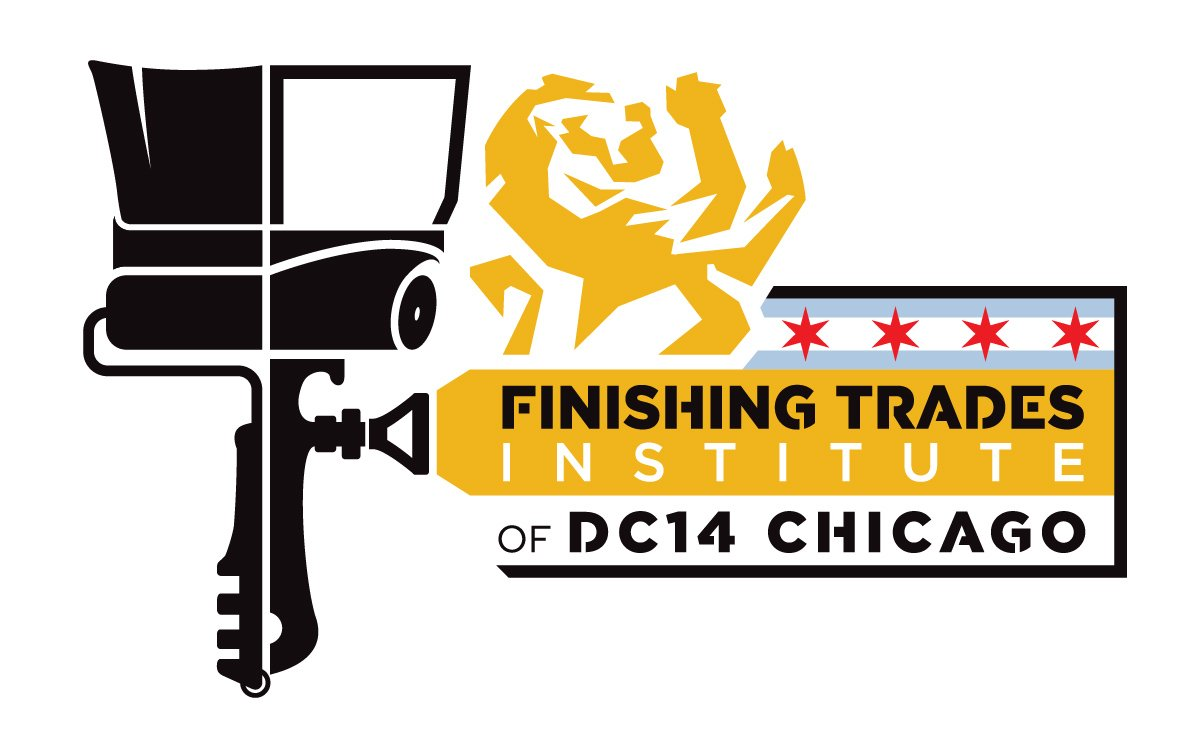 FINISHING TRADES
INSTITUTE
OF DC14 CHICAGO